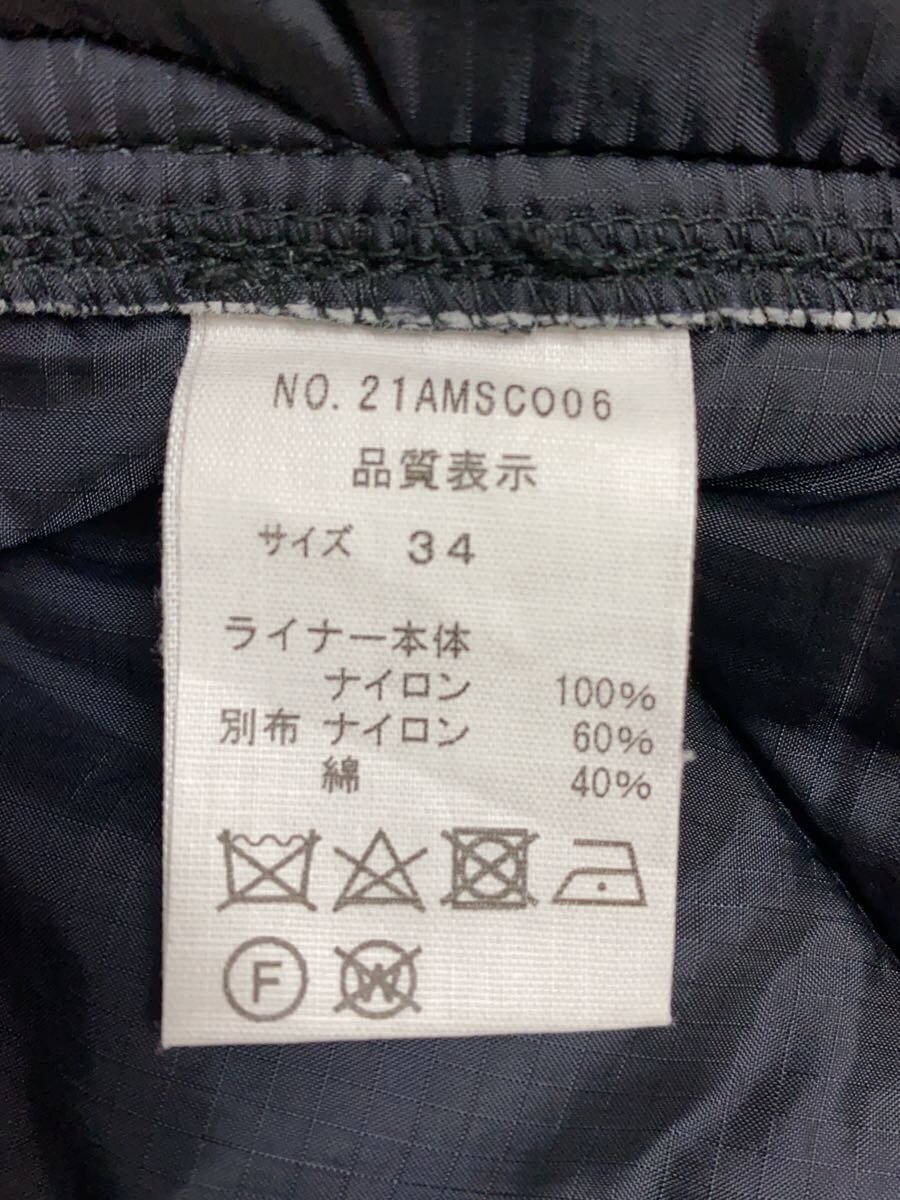 NO. 21AMSCO06
品質表示
サイズ 34
ライナー本体
ナイロン 100%
別布 ナイロン 60%
綿 40%
F W